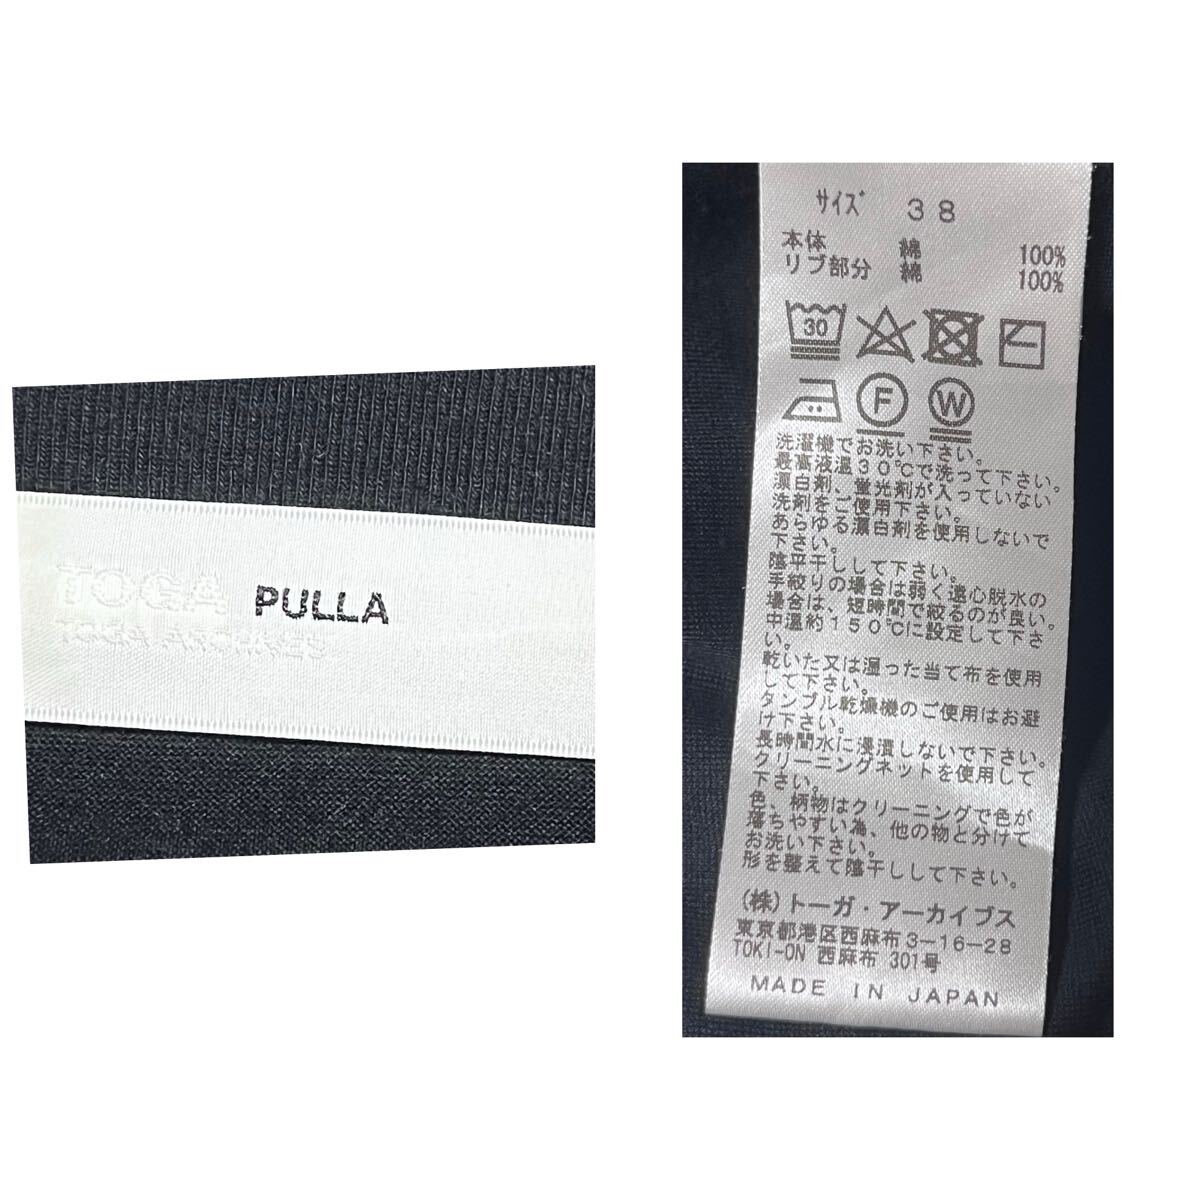 TOGA PULLA
TOGA ARCHIVES
サイズ 38
本体 綿 100%
リブ部分 綿 100%
30
F W
洗濯機でお洗い下さい。
最高液温30℃で洗って下さい。
漂白剤、蛍光剤が入っていない
洗剤をご使用下さい。
あらゆる漂白剤を使用しないで
下さい。
陰平干しして下さい。
手絞りの場合は弱く遠心脱水の
場合は、短時間で絞るのが良い。
中温約150℃に設定して下さ
い。
乾いた又は湿った当て布を使用
して下さい。
タンブル乾燥機のご使用はお避
け下さい。
長時間水に浸漬しないで下さい。
クリーニングネットを使用して
下さい。
色、柄物はクリーニングで色が
落ちやすい為、他の物と分けて
お洗い下さい。
形を整えて陰干しして下さい。
(株)トーガ・アーカイブス
東京都港区西麻布3-16-28
TOKI-ON 西麻布 301号
MADE IN JAPAN